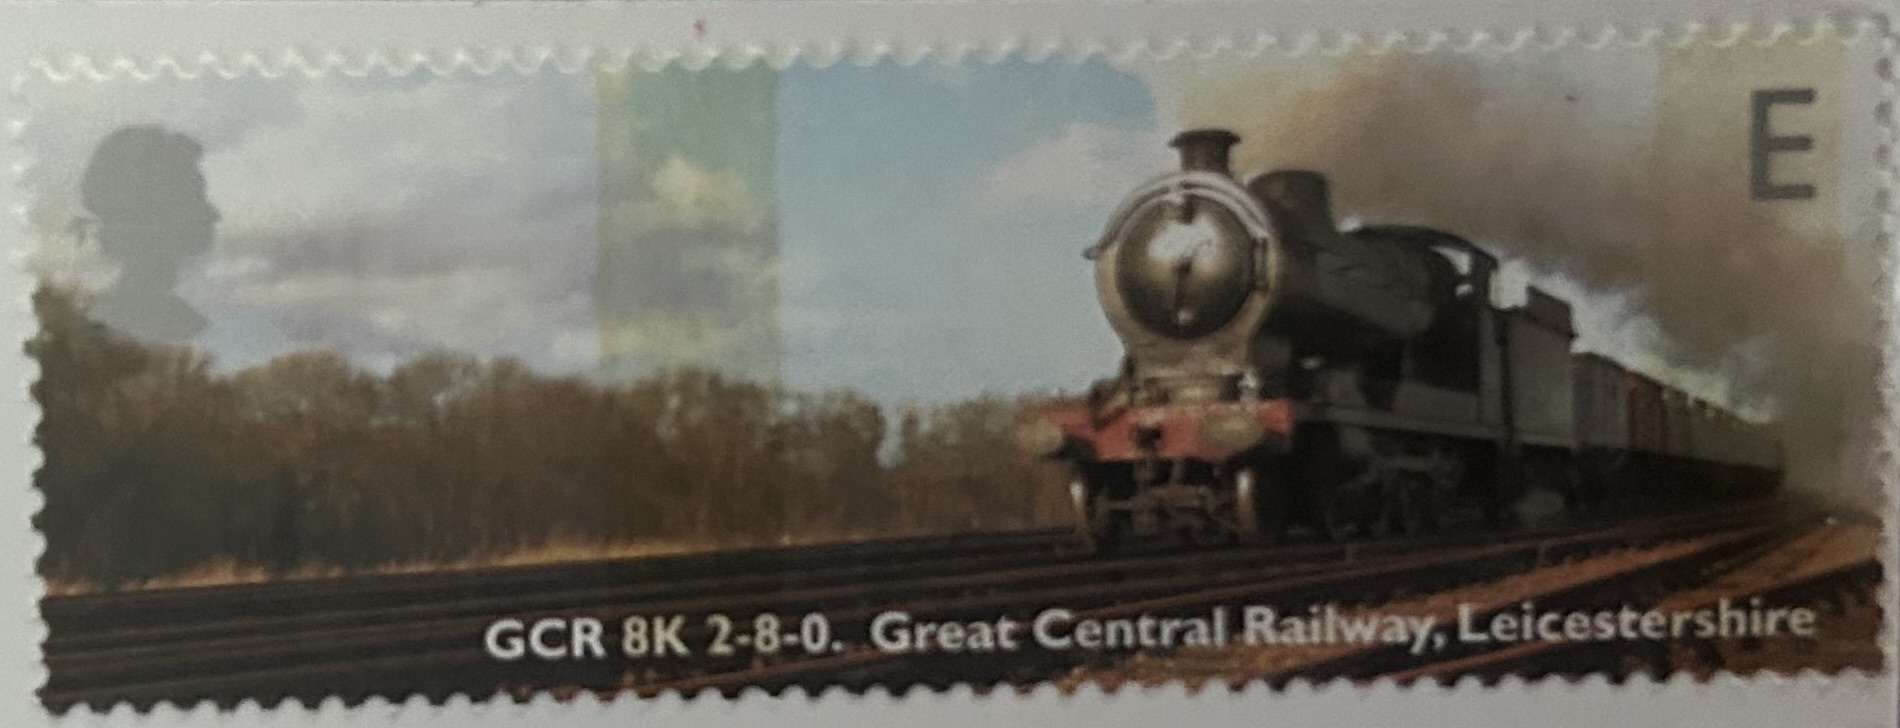 E
GCR 8K 2-8-0. Great Central Railway, Leicestershire